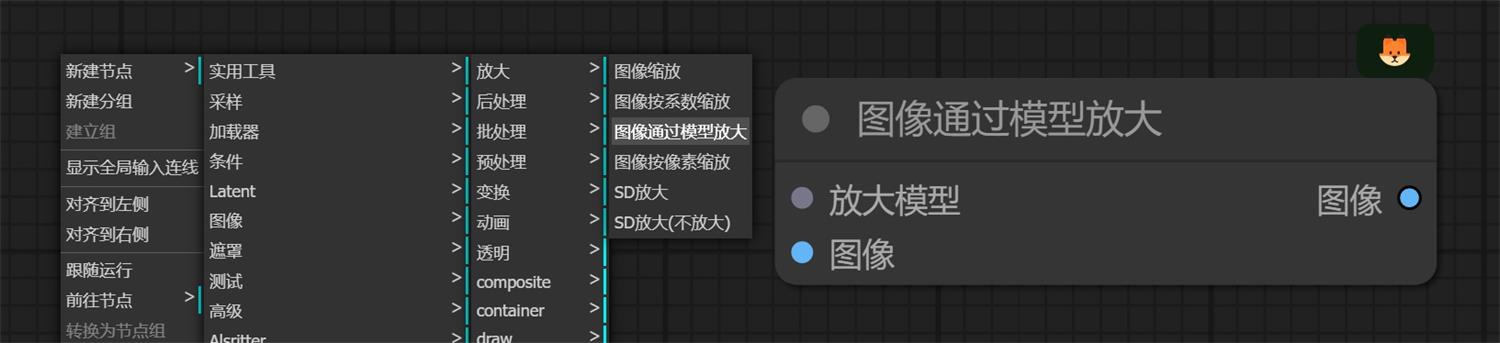 新建节点 >
新建分组
建立组
显示全局输入连线
对齐到左侧
对齐到右侧
跟随运行
前往节点 >
转换为节点组
实用工具 >
采样 >
加载器 >
条件 >
Latent >
图像 >
遮罩 >
测试 >
高级 >
Alsritter >
放大 >
后处理 >
批处理 >
预处理 >
变换 >
动画 >
透明 >
composite >
container >
draw >
图像缩放
图像按系数缩放
图像通过模型放大
图像按像素缩放
SD放大
SD放大(不放大)
图像通过模型放大
放大模型
图像
图像